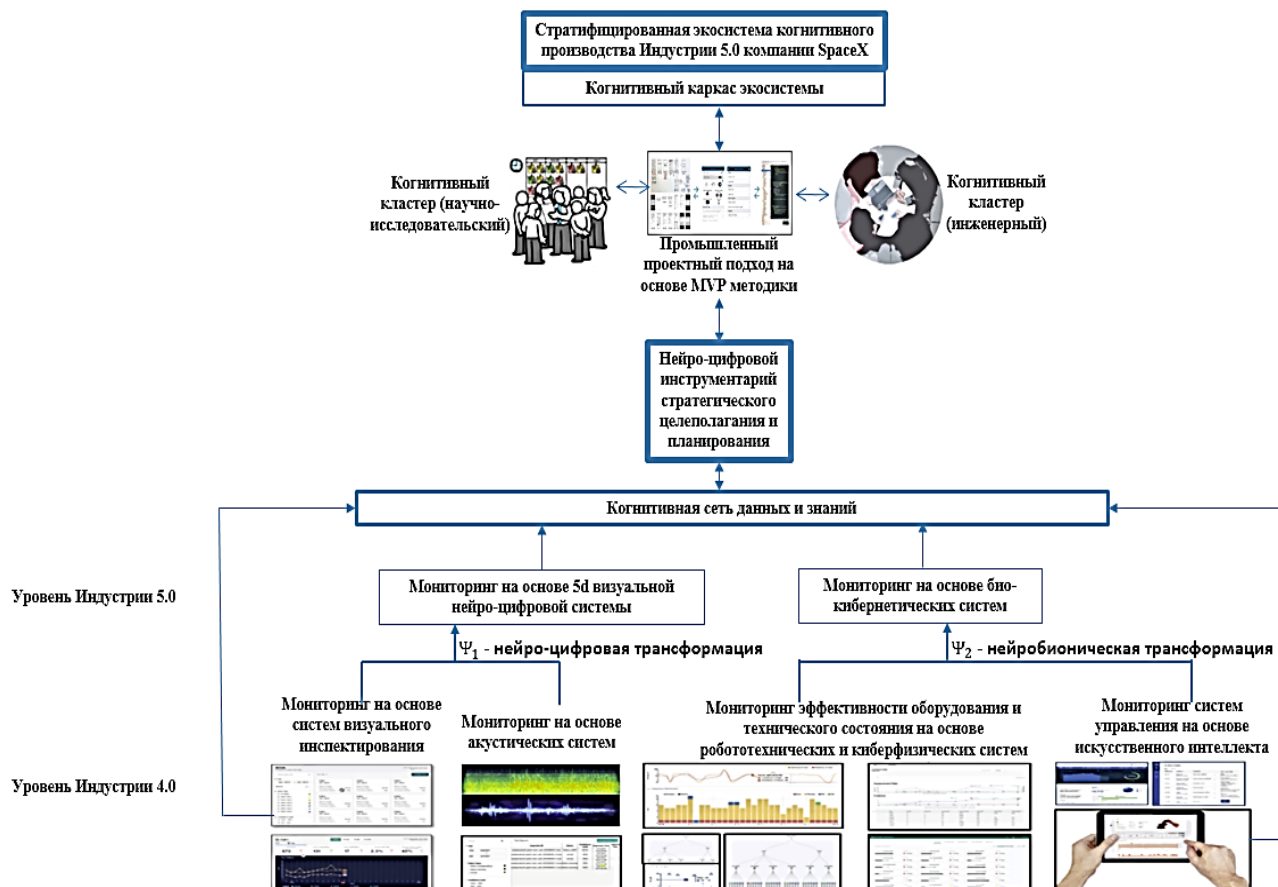 Стратифицированная экосистема когнитивного
производства Индустрии 5.0 компании SpaceX
Когнитивный каркас экосистемы
Когнитивный
кластер (научно-
исследовательский)
Когнитивный
кластер
(инженерный)
Промышленный
проектный подход на
основе MVP методики
Нейро-цифровой
инструментарий
стратегического
целеполагания и
планирования
Когнитивная сеть данных и знаний
Уровень Индустрии 5.0
Мониторинг на основе 5d визуальной
нейро-цифровой системы
Мониторинг на основе био-
кибернетических систем
Ψ₁ - нейро-цифровая трансформация
Ψ₂ - нейробионическая трансформация
Мониторинг на основе
систем визуального
инспектирования
Мониторинг на основе
акустических систем
Мониторинг эффективности оборудования и
технического состояния на основе
робототехнических и киберфизических систем
Мониторинг систем
управления на основе
искусственного интеллекта
Уровень Индустрии 4.0